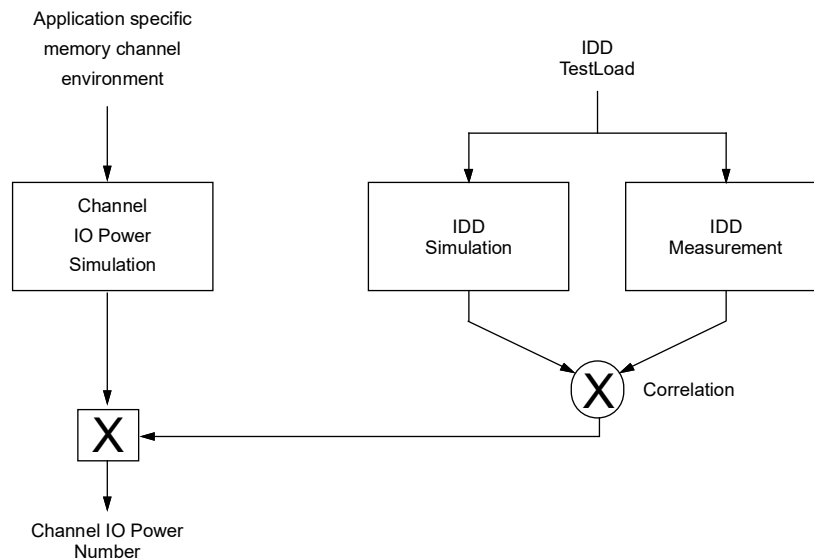 Application specific
memory channel
environment
IDD
TestLoad
Channel
IO Power
Simulation
IDD
Simulation
IDD
Measurement
X
Correlation
X
Channel IO Power
Number